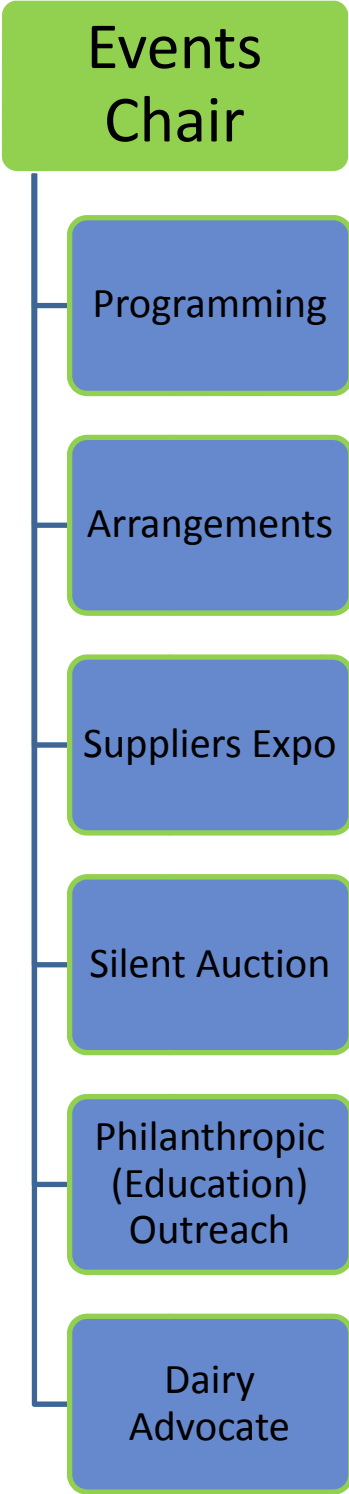 Events
Chair
Programming
Arrangements
Suppliers Expo
Silent Auction
Philanthropic
(Education)
Outreach
Dairy
Advocate